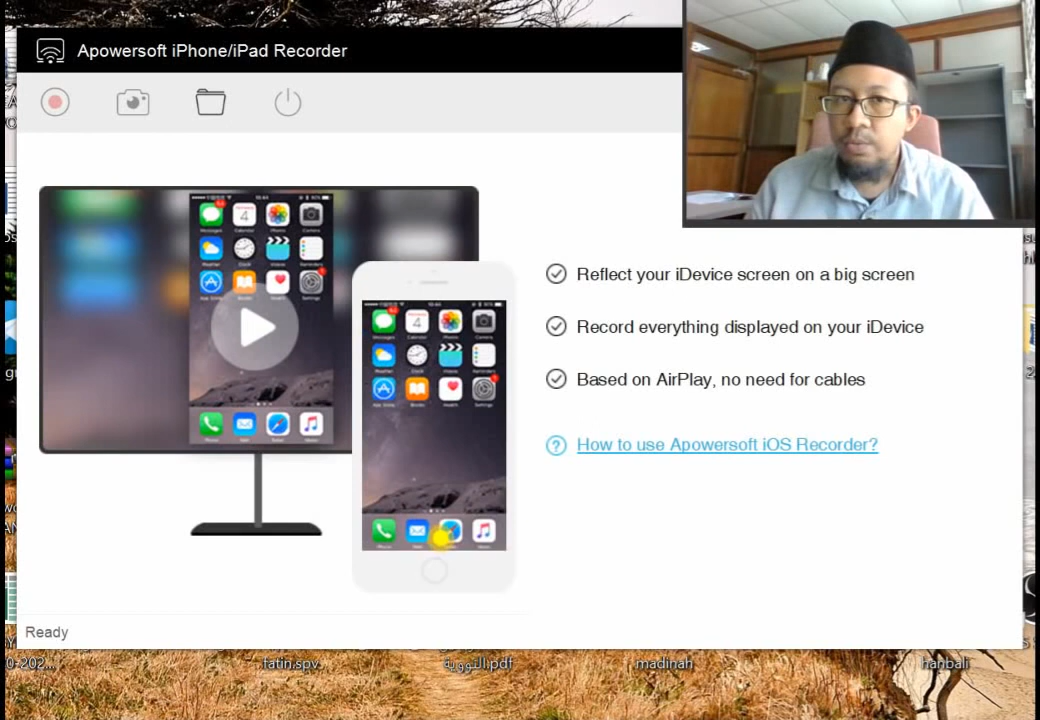 Apowersoft iPhone/iPad Recorder
Reflect your iDevice screen on a big screen
Record everything displayed on your iDevice
Based on AirPlay, no need for cables
How to use Apowersoft iOS Recorder?
Ready
fatin.spv
النووية.pdf
madinah
hanbali